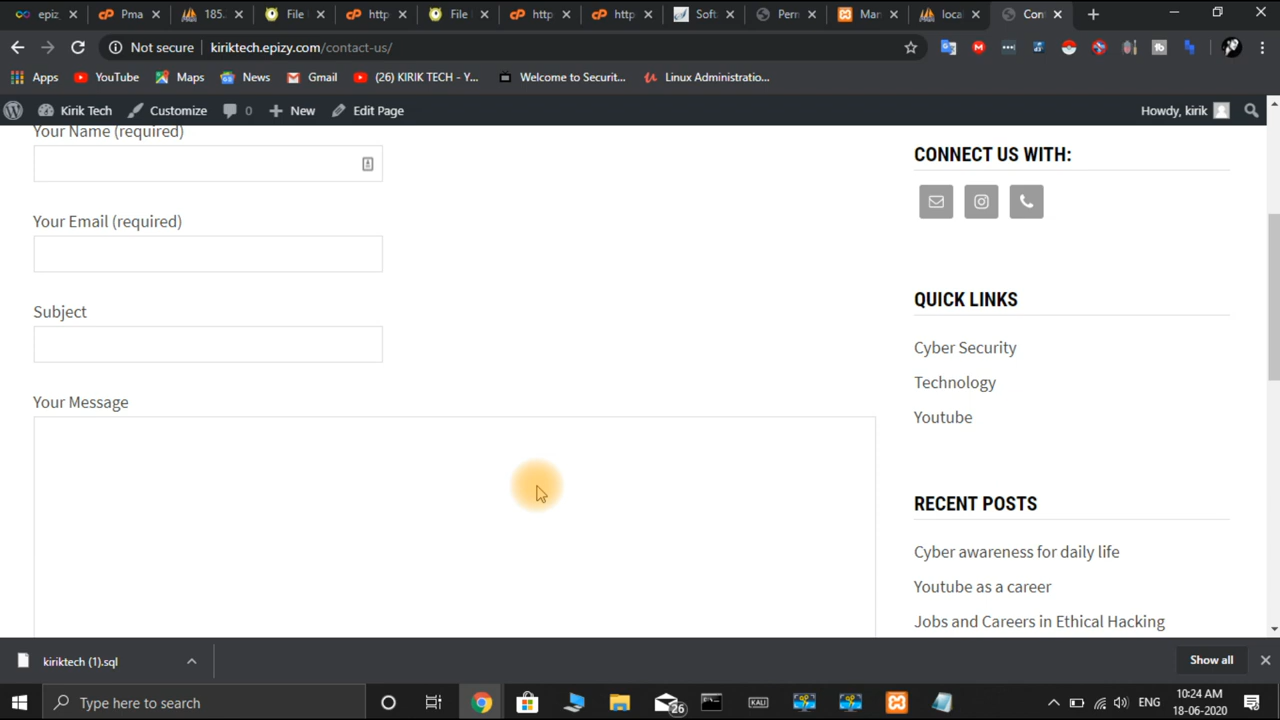 epiz
Pma
185.
File
http
File
http
http
Soft
Perm
Man
loca
Con
Not secure
kiriktech.epizy.com/contact-us/
Apps
YouTube
Maps
News
Gmail
(26) KIRIK TECH - Y...
Welcome to Securit...
Linux Administratio...
Kirik Tech
Customize
0
New
Edit Page
Howdy, kirik
Your Name (required)
Your Email (required)
Subject
Your Message
CONNECT US WITH:
QUICK LINKS
Cyber Security
Technology
Youtube
RECENT POSTS
Cyber awareness for daily life
Youtube as a career
Jobs and Careers in Ethical Hacking
kiriktech (1).sql
Show all
Type here to search
26
KALI
ENG
10:24 AM
18-06-2020